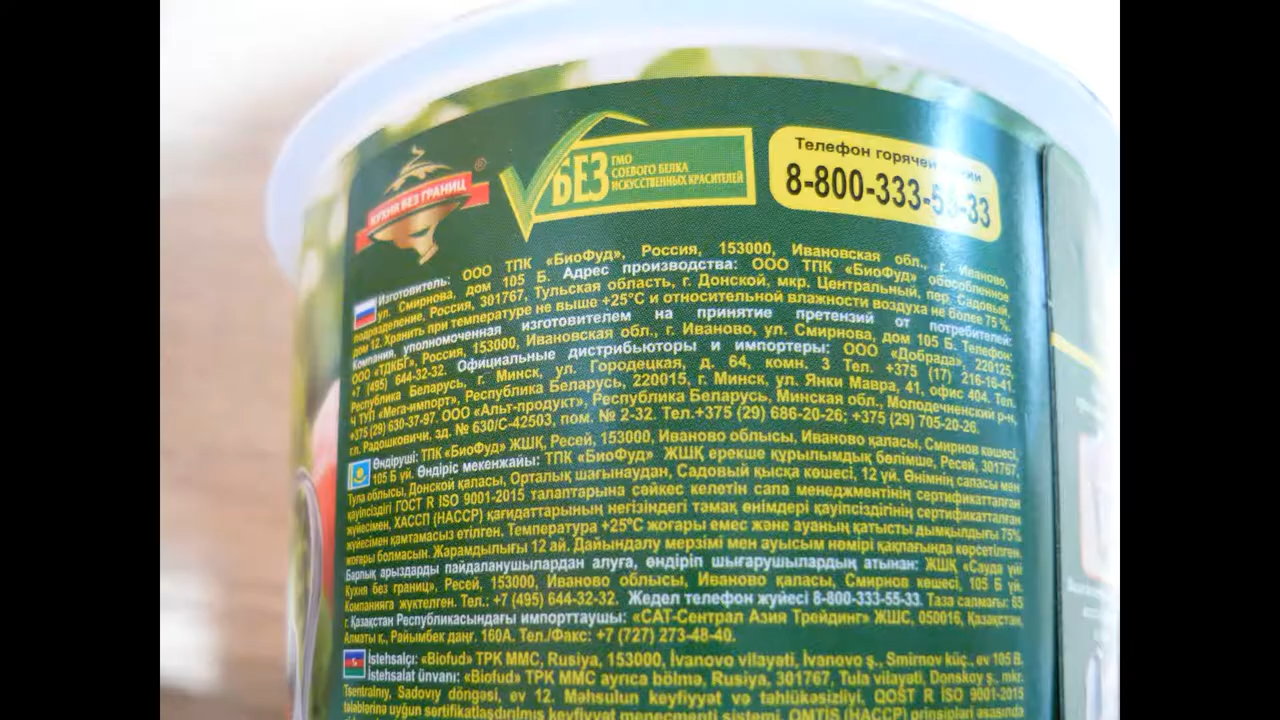 КУХНЯ БЕЗ ГРАНИЦ ®
БЕЗ
ГМО
СОЕВОГО БЕЛКА
ИСКУССТВЕННЫХ КРАСИТЕЛЕЙ
Телефон горячей
8-800-333-55-33
Изготовитель: ООО ТПК «БиоФуд», Россия, 153000, Ивановская обл., г. Иваново,
ул. Смирнова, дом 105 Б. Адрес производства: ООО ТПК «БиоФуд» обособленное
подразделение, Россия, 301767, Тульская область, г. Донской, мкр. Центральный, пер. Садовый,
дом 12. Хранить при температуре не выше +25°С и относительной влажности воздуха не более 75 %.
Компания, уполномоченная изготовителем на принятие претензий от потребителей:
ООО «ТДКБГ», Россия, 153000, Ивановская обл., г. Иваново, ул. Смирнова, дом 105 Б. Телефон:
+7 (495) 644-32-32. Официальные дистрибьюторы и импортеры: ООО «Добрада», 220125,
Республика Беларусь, г. Минск, ул. Городецкая, д. 64, комн. 3 Тел. +375 (17) 216-16-41.
Ч ТУП «Мега-импорт», Республика Беларусь, 220015, г. Минск, ул. Янки Мавра, 41, офис 404. Тел.
+375 (29) 630-37-97. ООО «Альт-продукт», Республика Беларусь, Минская обл., Молодечненский р-н,
гп. Радошковичи, зд. № 630/С-42503, пом. № 2-32. Тел.+375 (29) 686-20-26; +375 (29) 705-20-26.
Өндіруші: ТПК «БиоФуд» ЖШҚ, Ресей, 153000, Иваново облысы, Иваново қаласы, Смирнов көшесі,
105 Б үй. Өндіріс мекенжайы: ТПК «БиоФуд» ЖШҚ ерекше құрылымдық бөлімше, Ресей, 301767,
Тула облысы, Донской қаласы, Орталық шағынаудан, Садовый қысқа көшесі, 12 үй. Өнімнің сапасы мен
қауіпсіздігі ГОСТ R ISO 9001-2015 талаптарына сәйкес келетін сапа менеджментінің сертификатталған
жүйесімен, ХАССП (HACCP) қағидаттарының негізіндегі тамақ өнімдері қауіпсіздігінің сертификатталған
жүйесімен қамтамасыз етілген. Температура +25°С жоғары емес және ауаның қатысты дымқылдығы 75%
жоғары болмасын. Жарамдылығы 12 ай. Дайындалу мерзімі мен ауысым нөмірі қақпағында көрсетілген.
Барлық арыздарды пайдаланушылардан алуға, өндіріп шығарушылардың атынан: ЖШҚ «Сауда үйі
Кухня без границ», Ресей, 153000, Иваново облысы, Иваново қаласы, Смирнов көшесі, 105 Б үй.
Компанияға жүктелген. Тел.: +7 (495) 644-32-32. Жедел телефон жүйесі 8-800-333-55-33. Таза салмағы: 65
г. Қазақстан Республикасындағы импорттаушы: «САТ-Сентрал Азия Трейдинг» ЖШС, 050016, Қазақстан,
Алматы қ., Райымбек даңг. 160А. Тел./Факс: +7 (727) 273-48-40.
İstehsalçı: «Biofud» TPK MMC, Rusiya, 153000, İvanovo vilayəti, İvanovo ş., Smirnov küç., ev 105 B.
İstehsalat ünvanı: «Biofud» TPK MMC ayrıca bölmə, Rusiya, 301767, Tula vilayəti, Donskoy ş., mkr.
Tsentralnıy, Sadovıy döngəsi, ev 12. Məhsulun keyfiyyət və təhlükəsizliyi, QOST R ISO 9001-2015
tələblərinə uyğun sertifikatlaşdırılmış keyfiyyət menecmenti sistemi, QMTİS (HACCP) prinsipləri əsasında